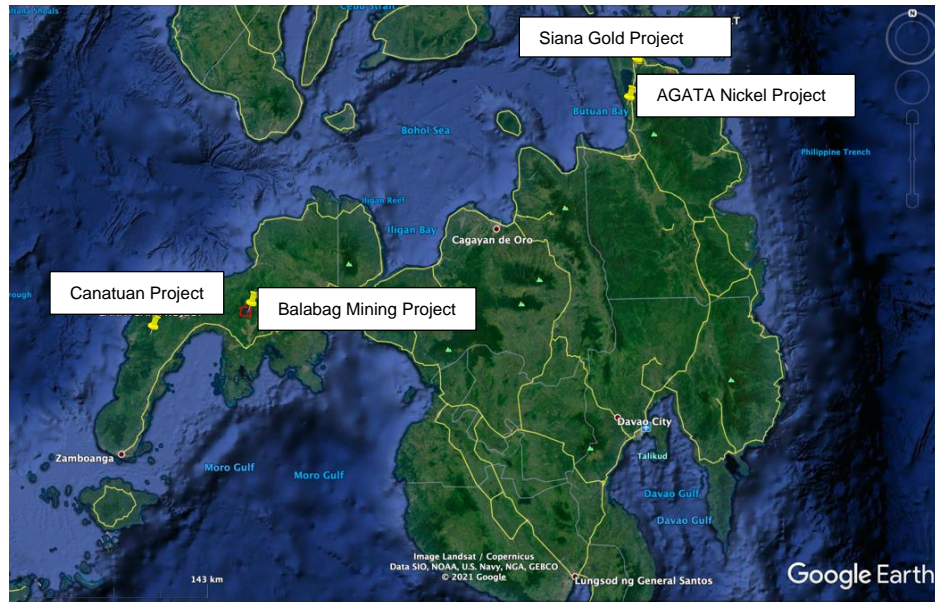 Cebu Strait
Siana Gold Project
AGATA Nickel Project
Butuan Bay
Bohol Sea
Philippine Trench
Iligan Reef
Iligan Bay
Cagayan de Oro
Canatuan Project
Balabag Mining Project
Davao City
Talikud
Zamboanga
Moro Gulf
Moro Gulf
Davao Gulf
Davao Gulf
Image Landsat / Copernicus
Data SIO, NOAA, U.S. Navy, NGA, GEBCO
© 2021 Google
143 km
Lungsod ng General Santos
Google Earth
N